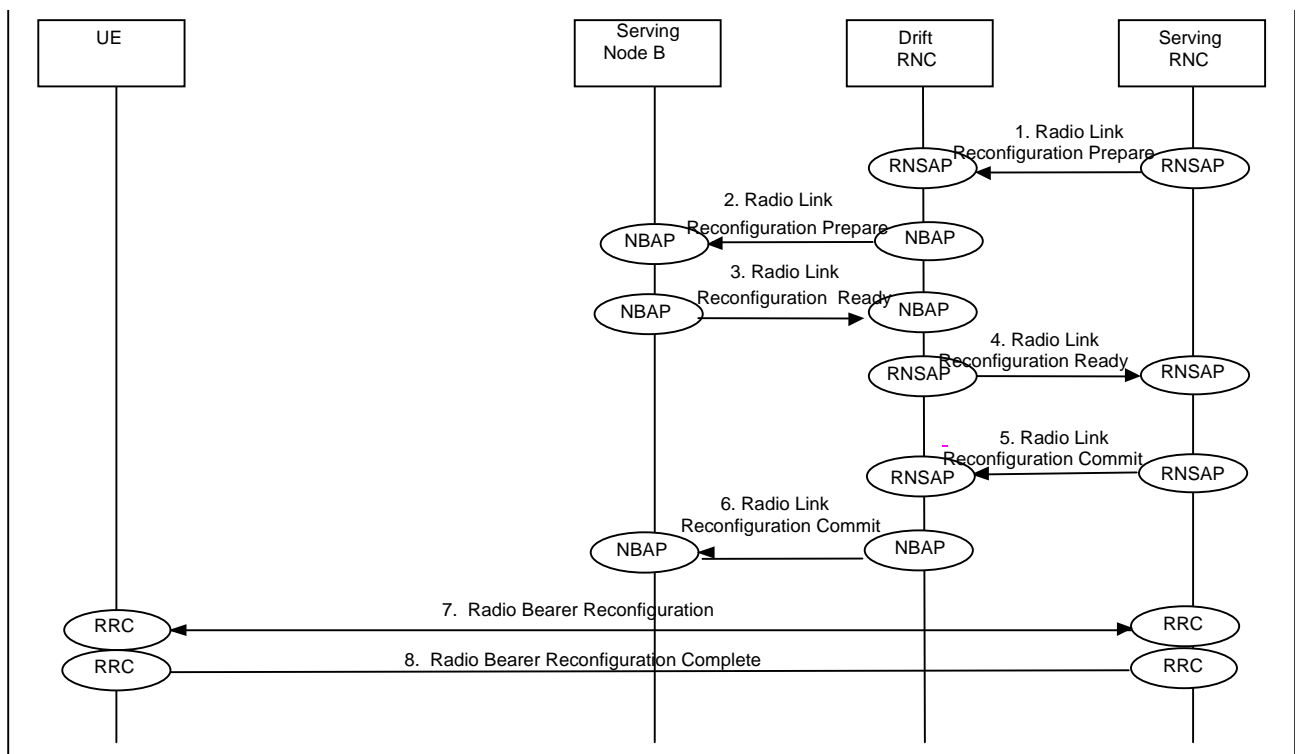 UE
Serving
Node B
Drift
RNC
Serving
RNC
1. Radio Link
Reconfiguration Prepare
RNSAP
RNSAP
2. Radio Link
Reconfiguration Prepare
NBAP
NBAP
3. Radio Link
Reconfiguration Ready
NBAP
NBAP
4. Radio Link
Reconfiguration Ready
RNSAP
RNSAP
5. Radio Link
Reconfiguration Commit
RNSAP
RNSAP
6. Radio Link
Reconfiguration Commit
NBAP
NBAP
7. Radio Bearer Reconfiguration
RRC
RRC
8. Radio Bearer Reconfiguration Complete
RRC
RRC